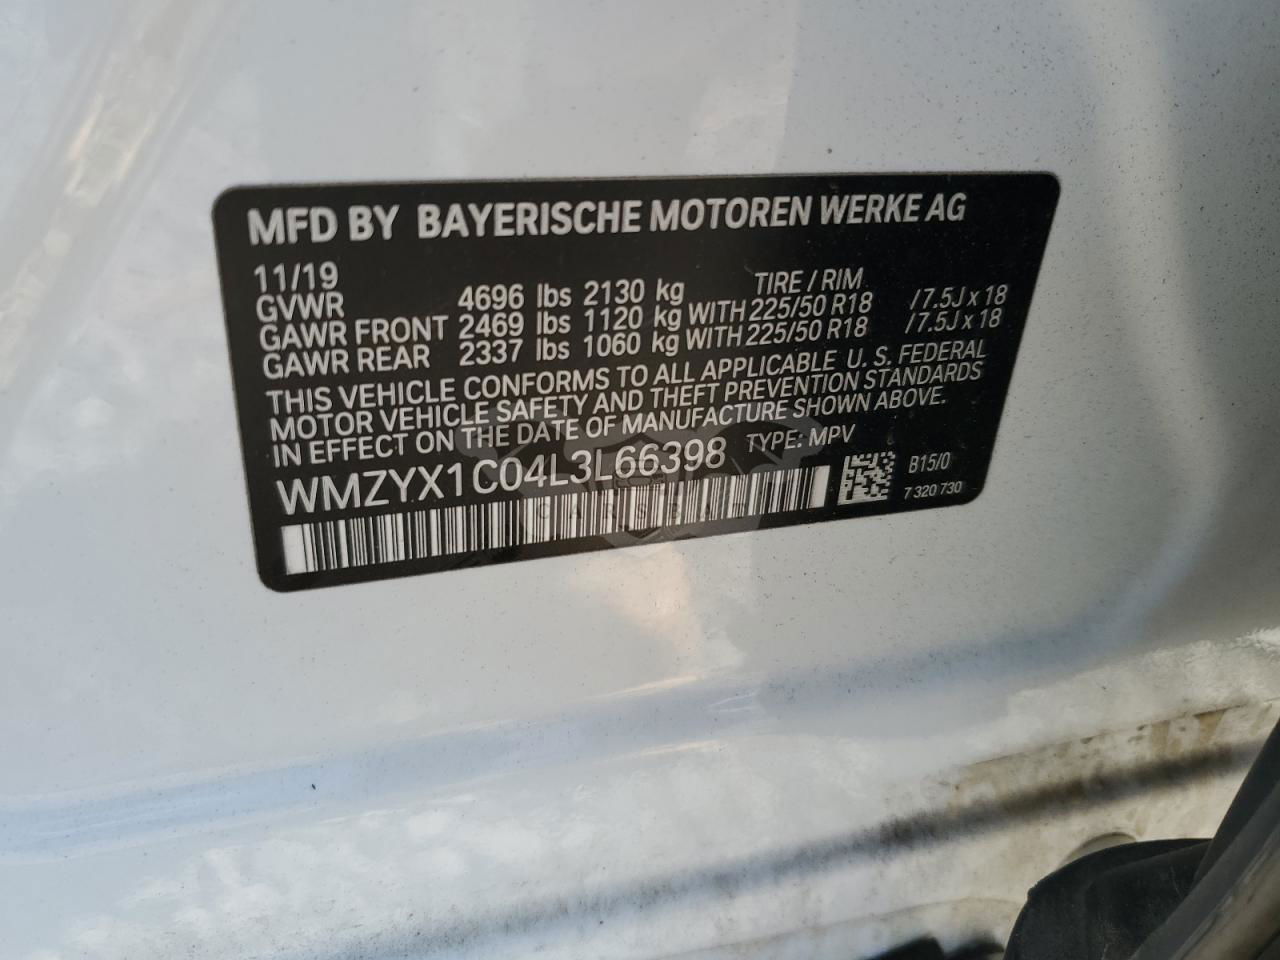 MFD BY BAYERISCHE MOTOREN WERKE AG
11/19
GVWR 4696 lbs 2130 kg TIRE / RIM
GAWR FRONT 2469 lbs 1120 kg WITH 225/50 R18 /7.5J x 18
GAWR REAR 2337 lbs 1060 kg WITH 225/50 R18 /7.5J x 18
THIS VEHICLE CONFORMS TO ALL APPLICABLE U. S. FEDERAL
MOTOR VEHICLE SAFETY AND THEFT PREVENTION STANDARDS
IN EFFECT ON THE DATE OF MANUFACTURE SHOWN ABOVE.
WMZYX1C04L3L66398 TYPE: MPV
B15/0
7 320 730
CARSBAT